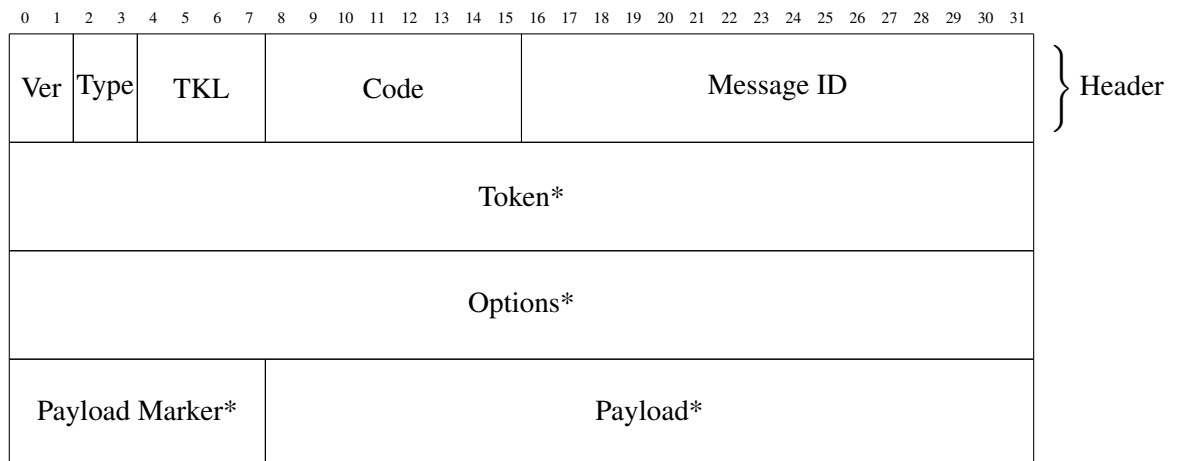 0 1 2 3 4 5 6 7 8 9 10 11 12 13 14 15 16 17 18 19 20 21 22 23 24 25 26 27 28 29 30 31
Ver Type TKL Code Message ID Header
Token*
Options*
Payload Marker* Payload*